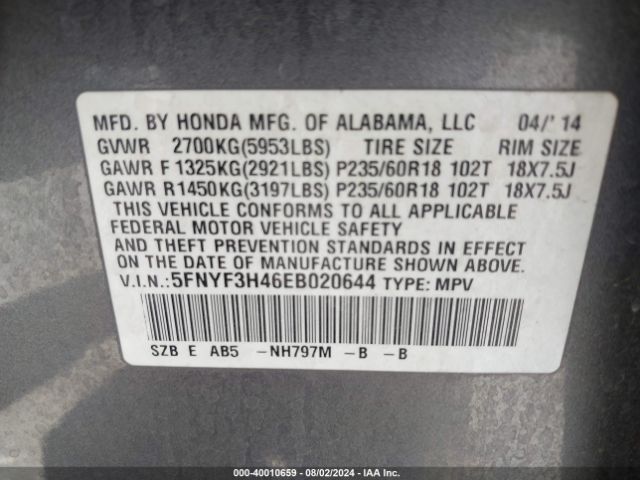 MFD. BY HONDA MFG. OF ALABAMA, LLC 04/' 14
GVWR 2700KG(5953LBS) TIRE SIZE RIM SIZE
GAWR F 1325KG(2921LBS) P235/60R18 102T 18X7.5J
GAWR R1450KG(3197LBS) P235/60R18 102T 18X7.5J
THIS VEHICLE CONFORMS TO ALL APPLICABLE
FEDERAL MOTOR VEHICLE SAFETY
AND THEFT PREVENTION STANDARDS IN EFFECT
ON THE DATE OF MANUFACTURE SHOWN ABOVE.
V.I.N.:5FNYF3H46EB020644 TYPE: MPV
SZB E AB5 -NH797M -B -B
000-40010659 - 08/02/2024 - IAA Inc.